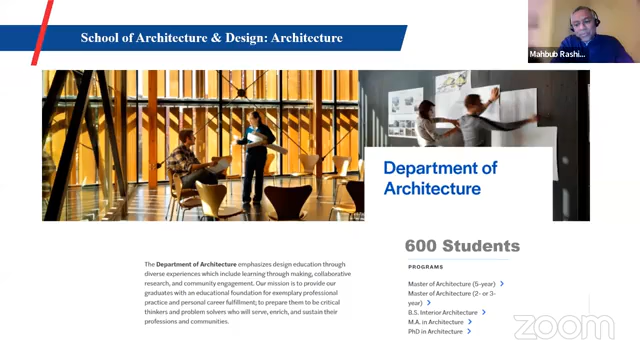 School of Architecture & Design: Architecture
Mahbub Rashi...
Department of
Architecture
600 Students
PROGRAMS
Master of Architecture (5-year)
Master of Architecture (2- or 3-
year)
B.S. Interior Architecture
M.A. in Architecture
PhD in Architecture
The Department of Architecture emphasizes design education through
diverse experiences which include learning through making, collaborative
research, and community engagement. Our mission is to provide our
graduates with an educational foundation for exemplary professional
practice and personal career fulfillment; to prepare them to be critical
thinkers and problem solvers who will serve, enrich, and sustain their
professions and communities.
zoom